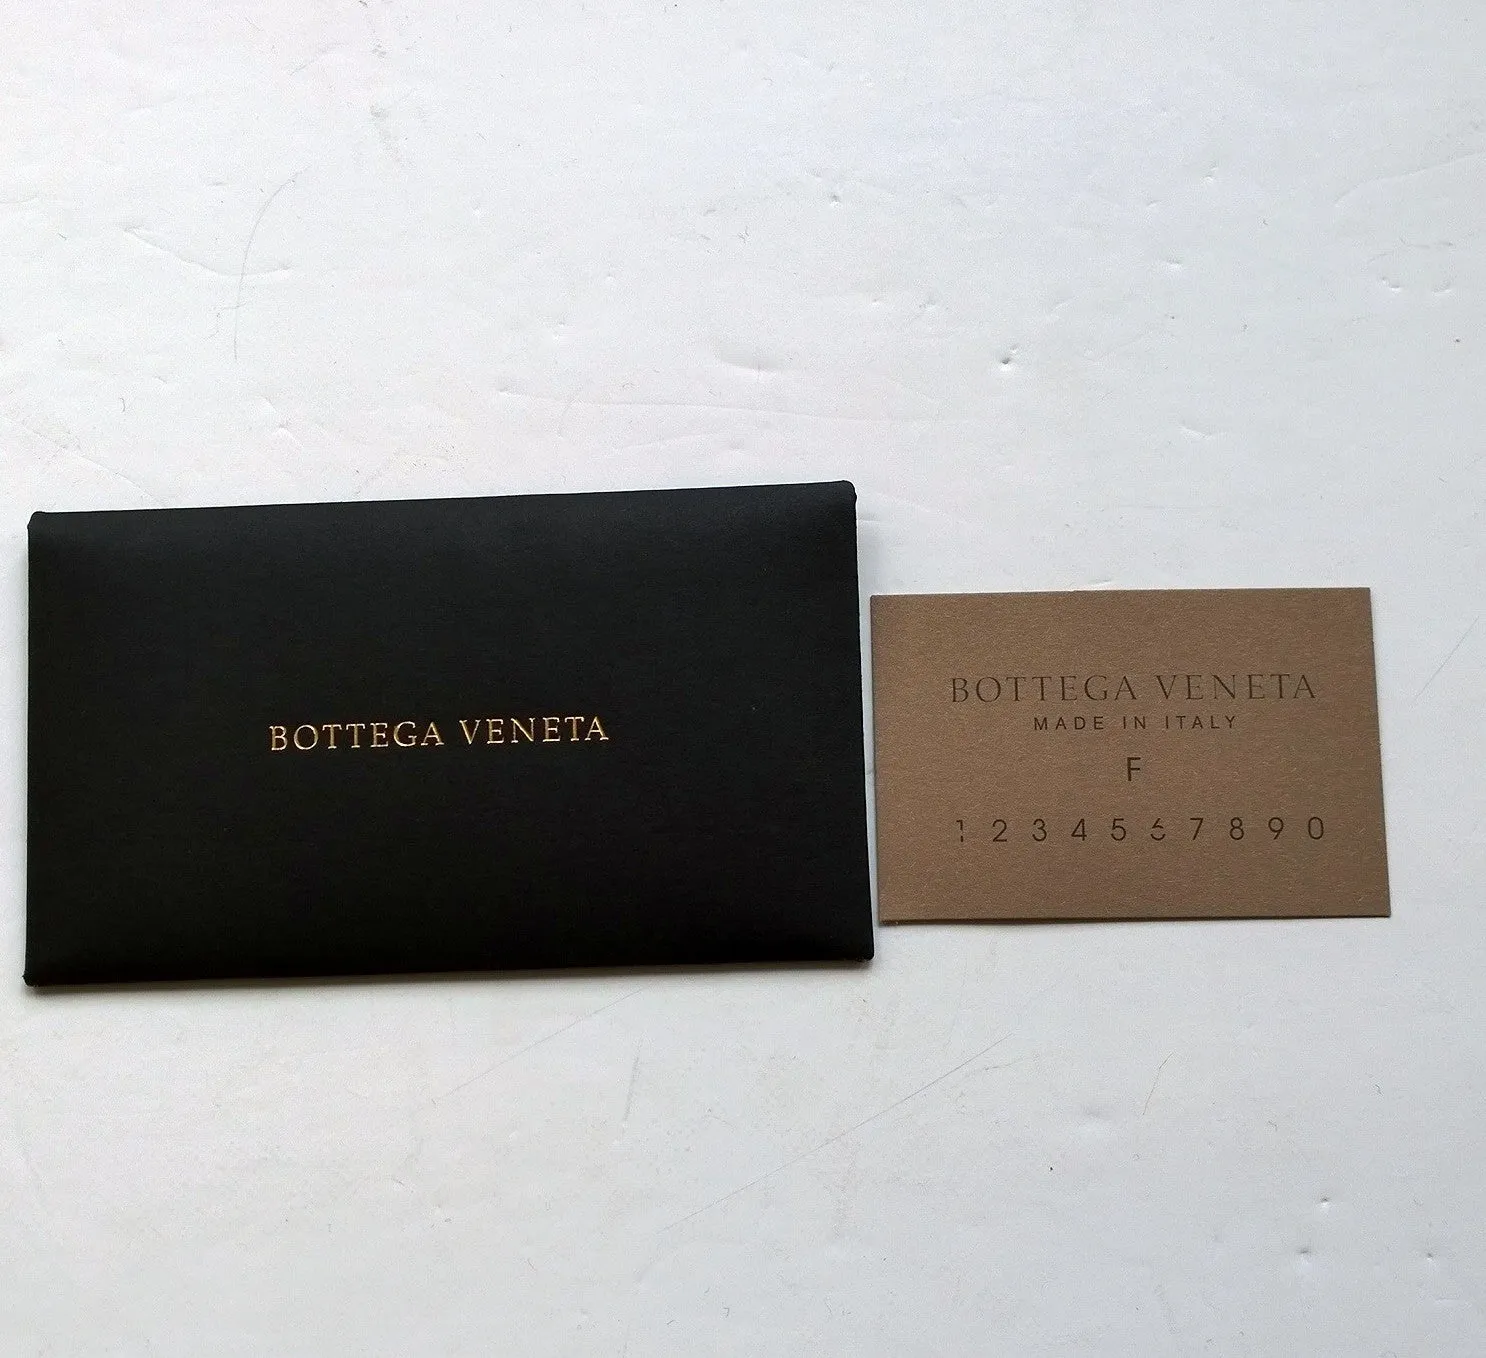 BOTTEGA VENETA
BOTTEGA VENETA
MADE IN ITALY
F
1 2 3 4 5 6 7 8 9 0